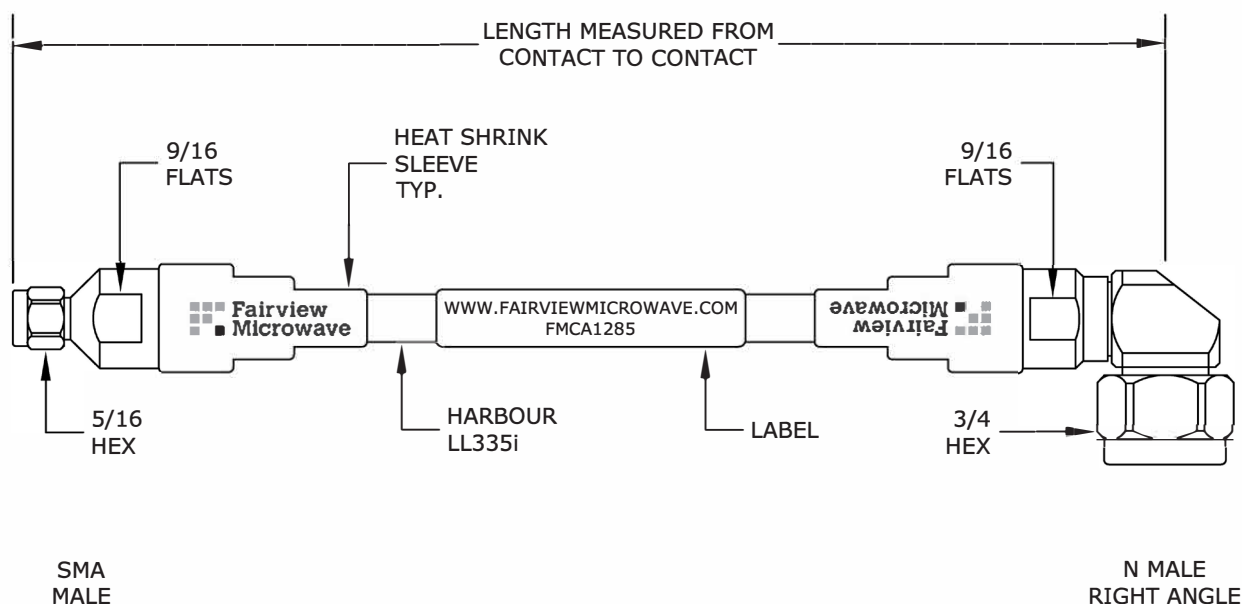 LENGTH MEASURED FROM
CONTACT TO CONTACT
9/16
FLATS
HEAT SHRINK
SLEEVE
TYP.
9/16
FLATS
Fairview
Microwave
WWW.FAIRVIEWMICROWAVE.COM
FMCA1285
Fairview
Microwave
5/16
HEX
HARBOUR
LL335i
LABEL
3/4
HEX
SMA
MALE
N MALE
RIGHT ANGLE